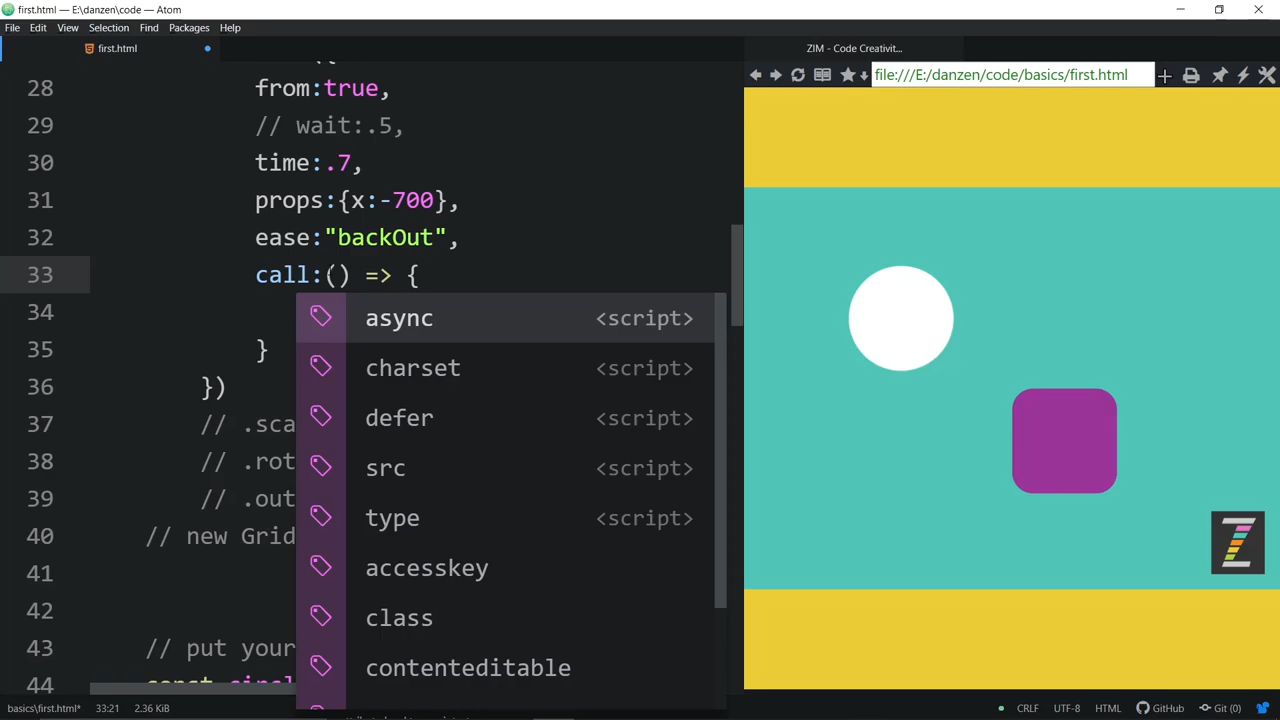 first.html — E:\danzen\code — Atom
File Edit View Selection Find Packages Help
first.html
ZIM - Code Creativit...
file:///E:/danzen/code/basics/first.html
28 from:true,
29 // wait:.5,
30 time:.7,
31 props:{x:-700},
32 ease:"backOut",
33 call:() => {
34
35 }
36 })
37 // .sca
38 // .rot
39 // .out
40 // new Grid
41
42
43 // put your
44 const circl
async <script>
charset <script>
defer <script>
src <script>
type <script>
accesskey
class
contenteditable
basics\first.html* 33:21 2.36 KiB CRLF UTF-8 HTML GitHub Git (0)